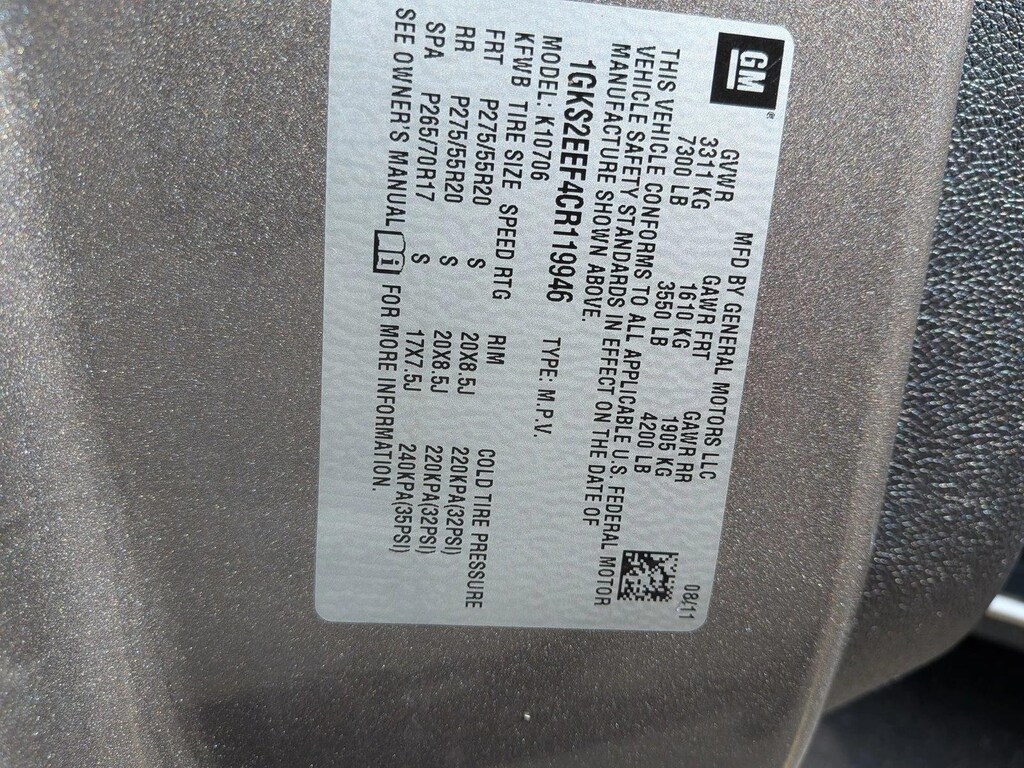 GM®
MFD BY GENERAL MOTORS LLC 08/11
GVWR GAWR FRT GAWR RR
3311 KG 1610 KG 1905 KG
7300 LB 3550 LB 4200 LB
THIS VEHICLE CONFORMS TO ALL APPLICABLE U.S. FEDERAL MOTOR
VEHICLE SAFETY STANDARDS IN EFFECT ON THE DATE OF
MANUFACTURE SHOWN ABOVE.
1GKS2EEF4CR119946 TYPE: M.P.V.
MODEL: K10706
KFWB TIRE SIZE SPEED RTG RIM COLD TIRE PRESSURE
FRT P275/55R20 S 20X8.5J 220KPA(32PSI)
RR P275/55R20 S 20X8.5J 220KPA(32PSI)
SPA P265/70R17 S 17X7.5J 240KPA(35PSI)
SEE OWNER'S MANUAL i FOR MORE INFORMATION.